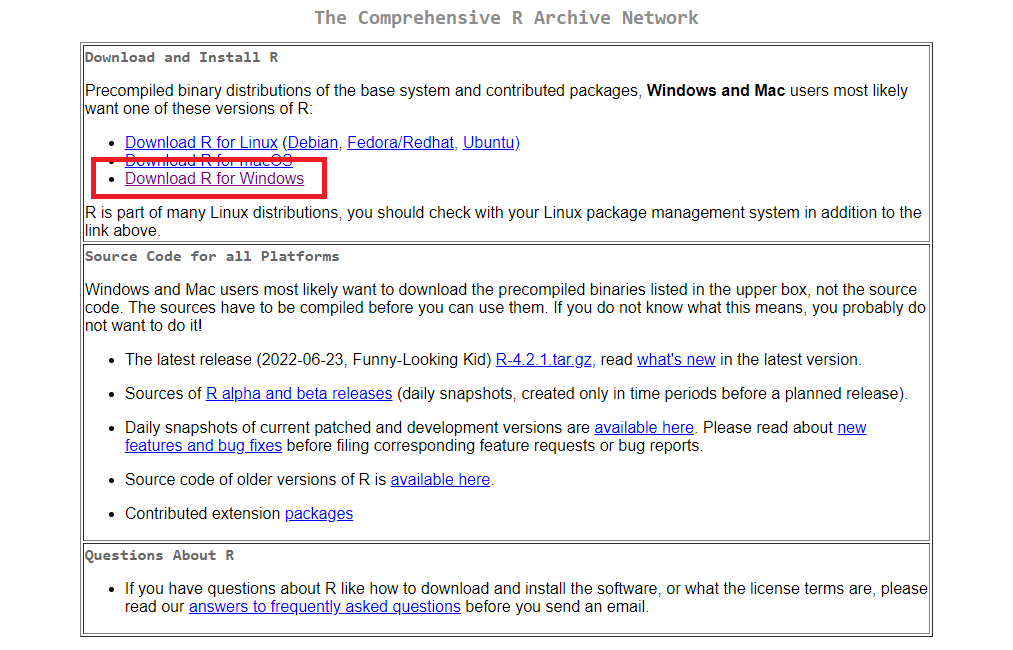 The Comprehensive R Archive Network
Download and Install R
Precompiled binary distributions of the base system and contributed packages, Windows and Mac users most likely
want one of these versions of R:
• Download R for Linux (Debian, Fedora/Redhat, Ubuntu)
• Download R for macOS
• Download R for Windows
R is part of many Linux distributions, you should check with your Linux package management system in addition to the
link above.
Source Code for all Platforms
Windows and Mac users most likely want to download the precompiled binaries listed in the upper box, not the source
code. The sources have to be compiled before you can use them. If you do not know what this means, you probably do
not want to do it!
• The latest release (2022-06-23, Funny-Looking Kid) R-4.2.1.tar.gz, read what's new in the latest version.
• Sources of R alpha and beta releases (daily snapshots, created only in time periods before a planned release).
• Daily snapshots of current patched and development versions are available here. Please read about new
features and bug fixes before filing corresponding feature requests or bug reports.
• Source code of older versions of R is available here.
• Contributed extension packages
Questions About R
• If you have questions about R like how to download and install the software, or what the license terms are, please
read our answers to frequently asked questions before you send an email.